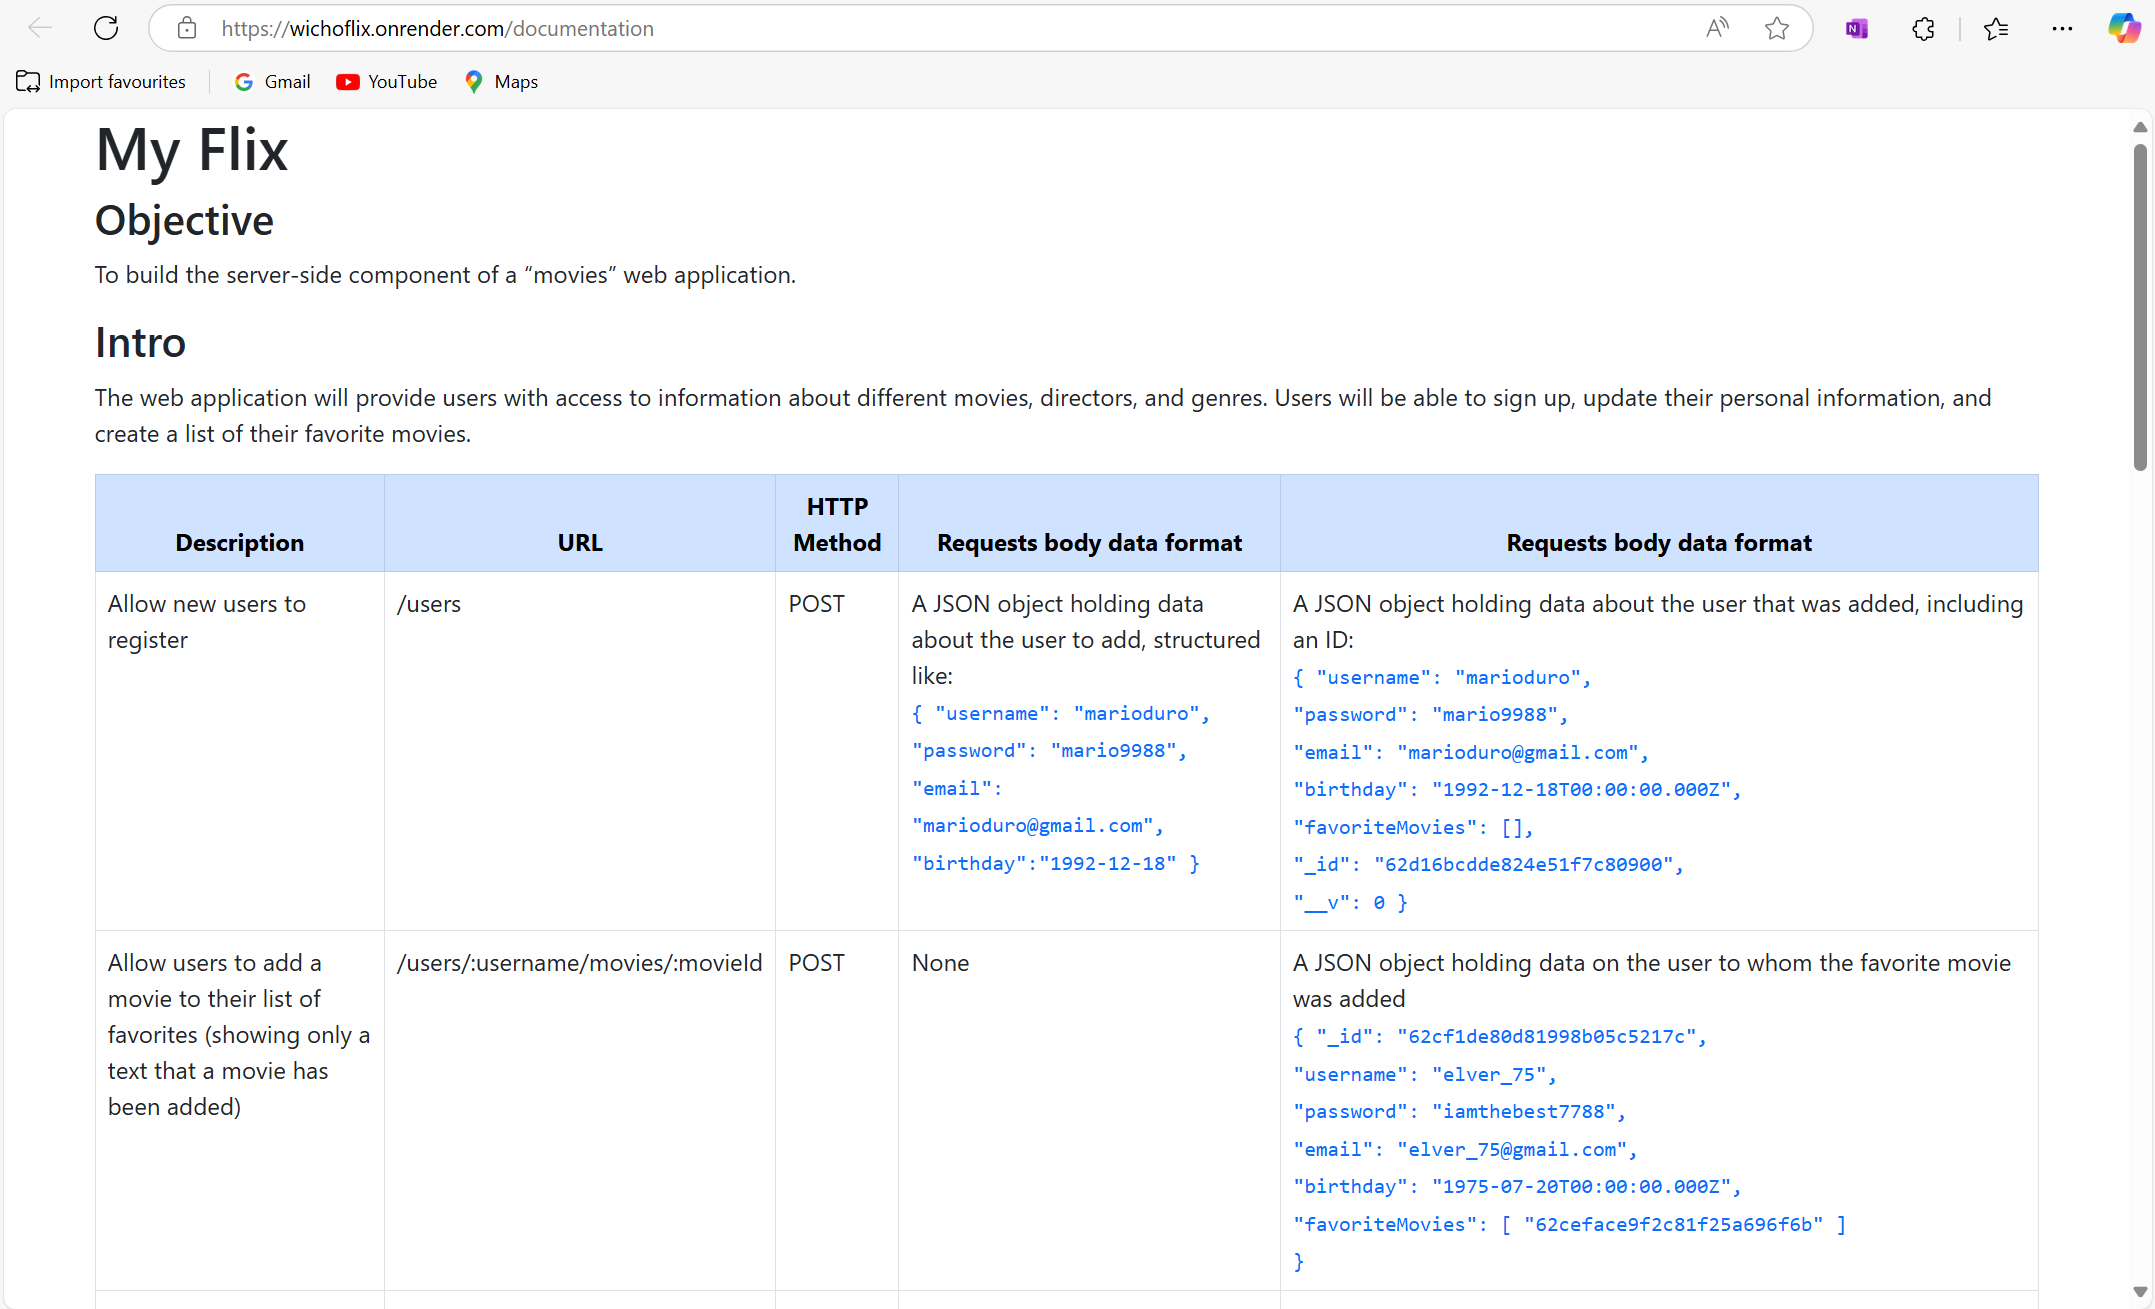 https://wichoflix.onrender.com/documentation
Import favourites
Gmail
YouTube
Maps
My Flix
Objective
To build the server-side component of a “movies” web application.
Intro
The web application will provide users with access to information about different movies, directors, and genres. Users will be able to sign up, update their personal information, and
create a list of their favorite movies.
Description
URL
HTTP
Method
Requests body data format
Requests body data format
Allow new users to
register
/users
POST
A JSON object holding data
about the user to add, structured
like:
{ "username": "marioduro",
"password": "mario9988",
"email":
"marioduro@gmail.com",
"birthday":"1992-12-18" }
A JSON object holding data about the user that was added, including
an ID:
{ "username": "marioduro",
"password": "mario9988",
"email": "marioduro@gmail.com",
"birthday": "1992-12-18T00:00:00.000Z",
"favoriteMovies": [],
"_id": "62d16bcdde824e51f7c80900",
"__v": 0 }
Allow users to add a
movie to their list of
favorites (showing only a
text that a movie has
been added)
/users/:username/movies/:movieId
POST
None
A JSON object holding data on the user to whom the favorite movie
was added
{ "_id": "62cf1de80d81998b05c5217c",
"username": "elver_75",
"password": "iamthebest7788",
"email": "elver_75@gmail.com",
"birthday": "1975-07-20T00:00:00.000Z",
"favoriteMovies": [ "62ceface9f2c81f25a696f6b" ]
}